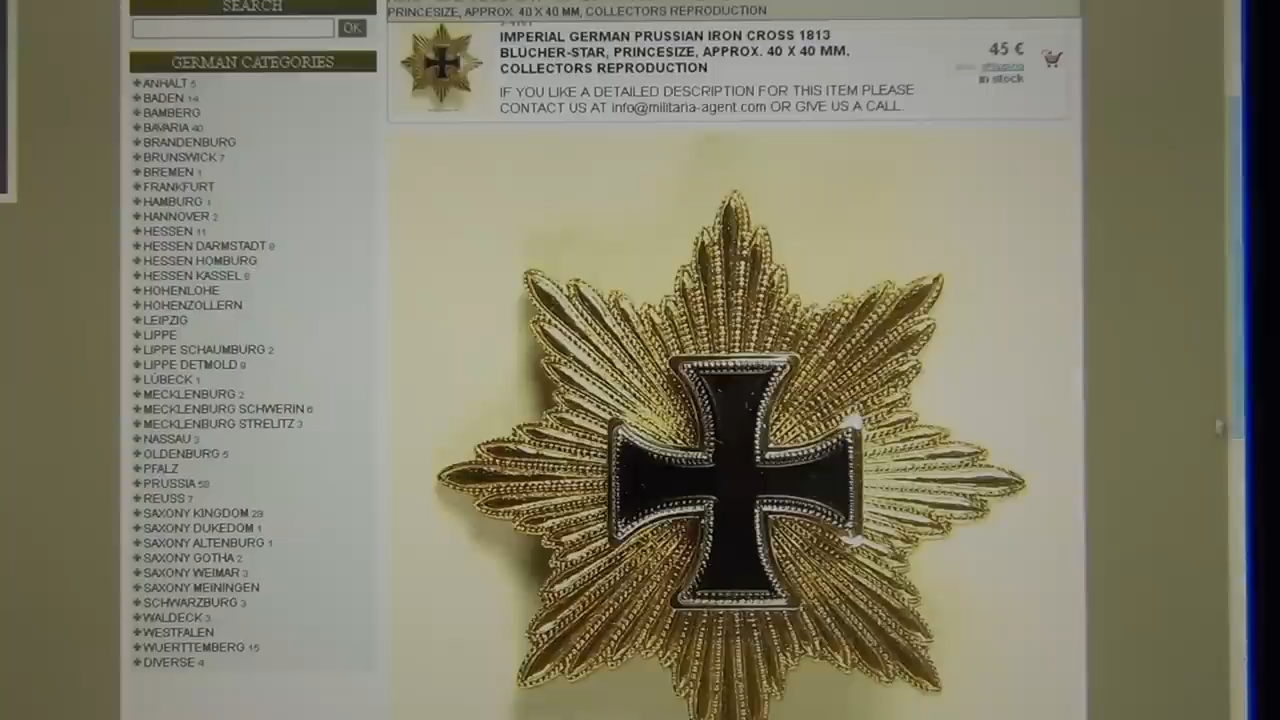 SEARCH
OK
GERMAN CATEGORIES
ANHALT 5
BADEN 14
BAMBERG
BAVARIA 40
BRANDENBURG
BRUNSWICK 7
BREMEN 1
FRANKFURT
HAMBURG 1
HANNOVER 2
HESSEN 11
HESSEN DARMSTADT 9
HESSEN HOMBURG
HESSEN KASSEL 8
HOHENLOHE
HOHENZOLLERN
LEIPZIG
LIPPE
LIPPE SCHAUMBURG 2
LIPPE DETMOLD 9
LÜBECK 1
MECKLENBURG 2
MECKLENBURG SCHWERIN 6
MECKLENBURG STRELITZ 3
NASSAU 3
OLDENBURG 5
PFALZ
PRUSSIA 58
REUSS 7
SAXONY KINGDOM 23
SAXONY DUKEDOM 1
SAXONY ALTENBURG 1
SAXONY GOTHA 2
SAXONY WEIMAR 3
SAXONY MEININGEN
SCHWARZBURG 3
WALDECK 3
WESTFALEN
WUERTTEMBERG 15
DIVERSE 4
PRINCESIZE, APPROX. 40 X 40 MM, COLLECTORS REPRODUCTION
IMPERIAL GERMAN PRUSSIAN IRON CROSS 1813
BLÜCHER-STAR, PRINCESIZE, APPROX. 40 X 40 MM,
COLLECTORS REPRODUCTION
IF YOU LIKE A DETAILED DESCRIPTION FOR THIS ITEM PLEASE
CONTACT US AT info@militaria-agent.com OR GIVE US A CALL.
45 €
shipping
in stock